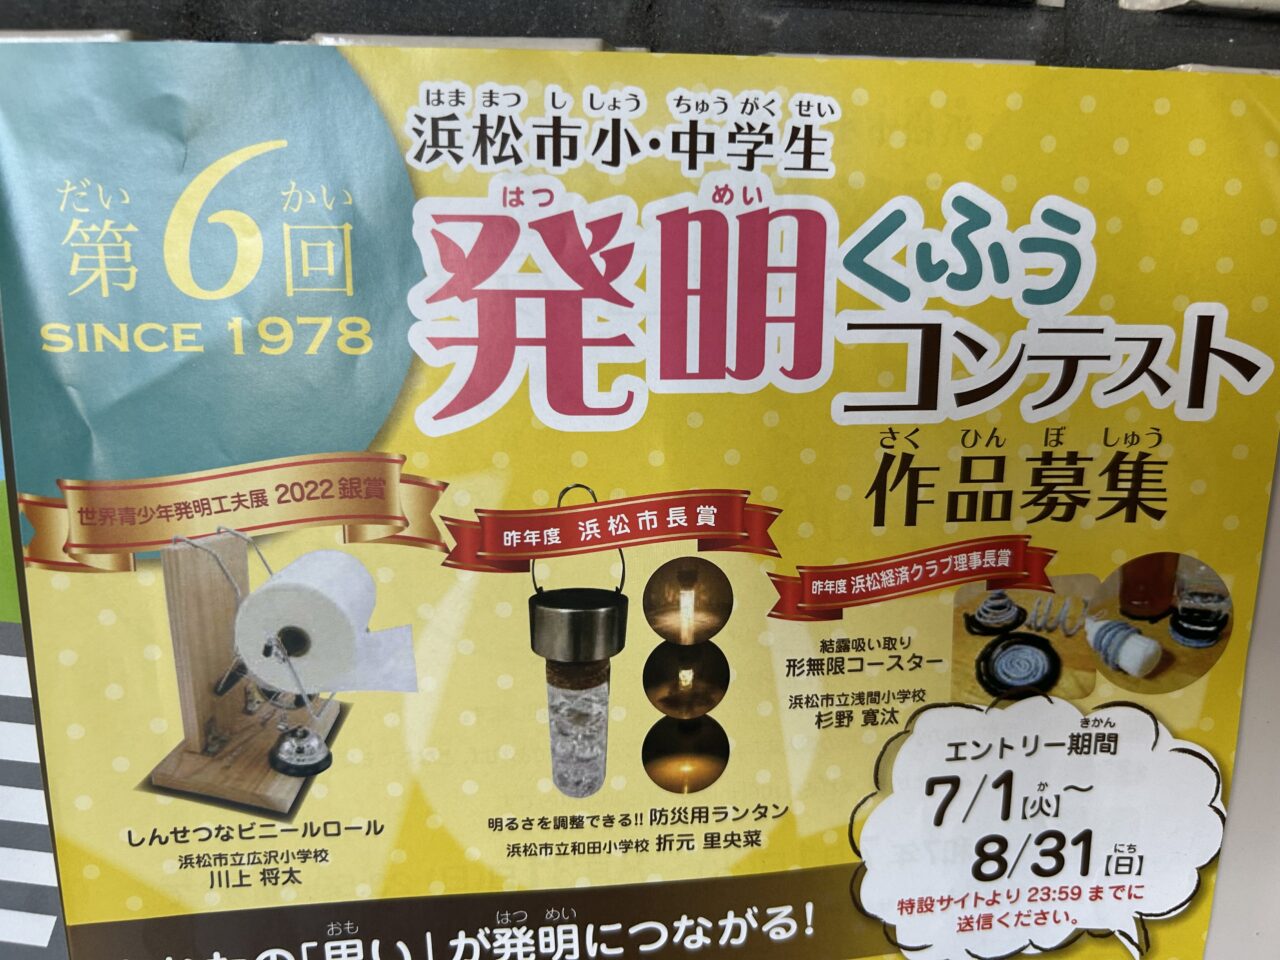 はま まつ し しょう ちゅう がく せい
浜松市小・中学生
だい かい
第6回
SINCE 1978
はつ めい
発明くふう
コンテスト
さく ひん ぼ しゅう
作品募集
世界青少年発明工夫展 2022 銀賞
しんせつなビニールロール
浜松市立広沢小学校
川上 将太
昨年度 浜松市長賞
明るさを調整できる!! 防災用ランタン
浜松市立和田小学校 折元 里央菜
昨年度 浜松経済クラブ理事長賞
結露吸い取り
形無限コースター
浜松市立浅間小学校
杉野 寛汰
きかん
エントリー期間
か
7/1【火】〜
にち
8/31【日】
特設サイトより 23:59 までに
送信ください。
おも はつ めい
の「思い」が発明につながる!